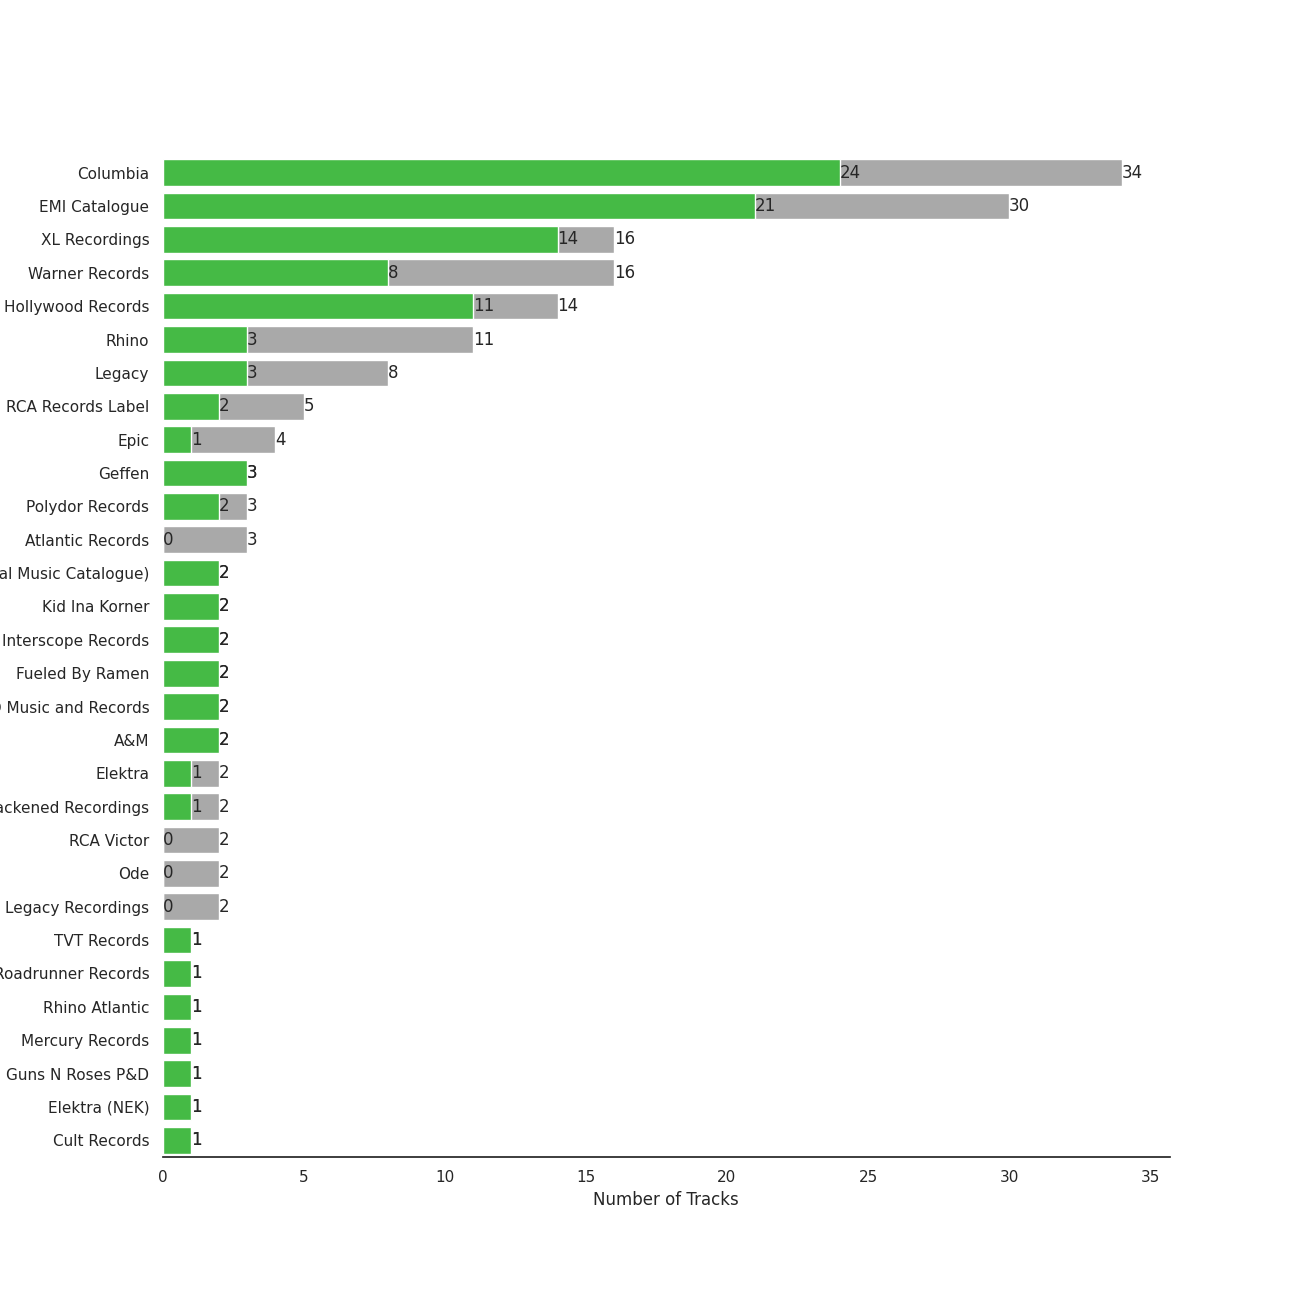 Columbia 24 34
EMI Catalogue 21 30
XL Recordings 14 16
Warner Records 8 16
Hollywood Records 11 14
Rhino 3 11
Legacy 3 8
RCA Records Label 2 5
Epic 1 4
Geffen 3
Polydor Records 2 3
Atlantic Records 0 3
al Music Catalogue) 2
Kid Ina Korner 2
Interscope Records 2
Fueled By Ramen 2
Music and Records 2
A&M 2
Elektra 1 2
ackened Recordings 1 2
RCA Victor 0 2
Ode 0 2
Legacy Recordings 0 2
TVT Records 1
Roadrunner Records 1
Rhino Atlantic 1
Mercury Records 1
Guns N Roses P&D 1
Elektra (NEK) 1
Cult Records 1
0 5 10 15 20 25 30 35
Number of Tracks